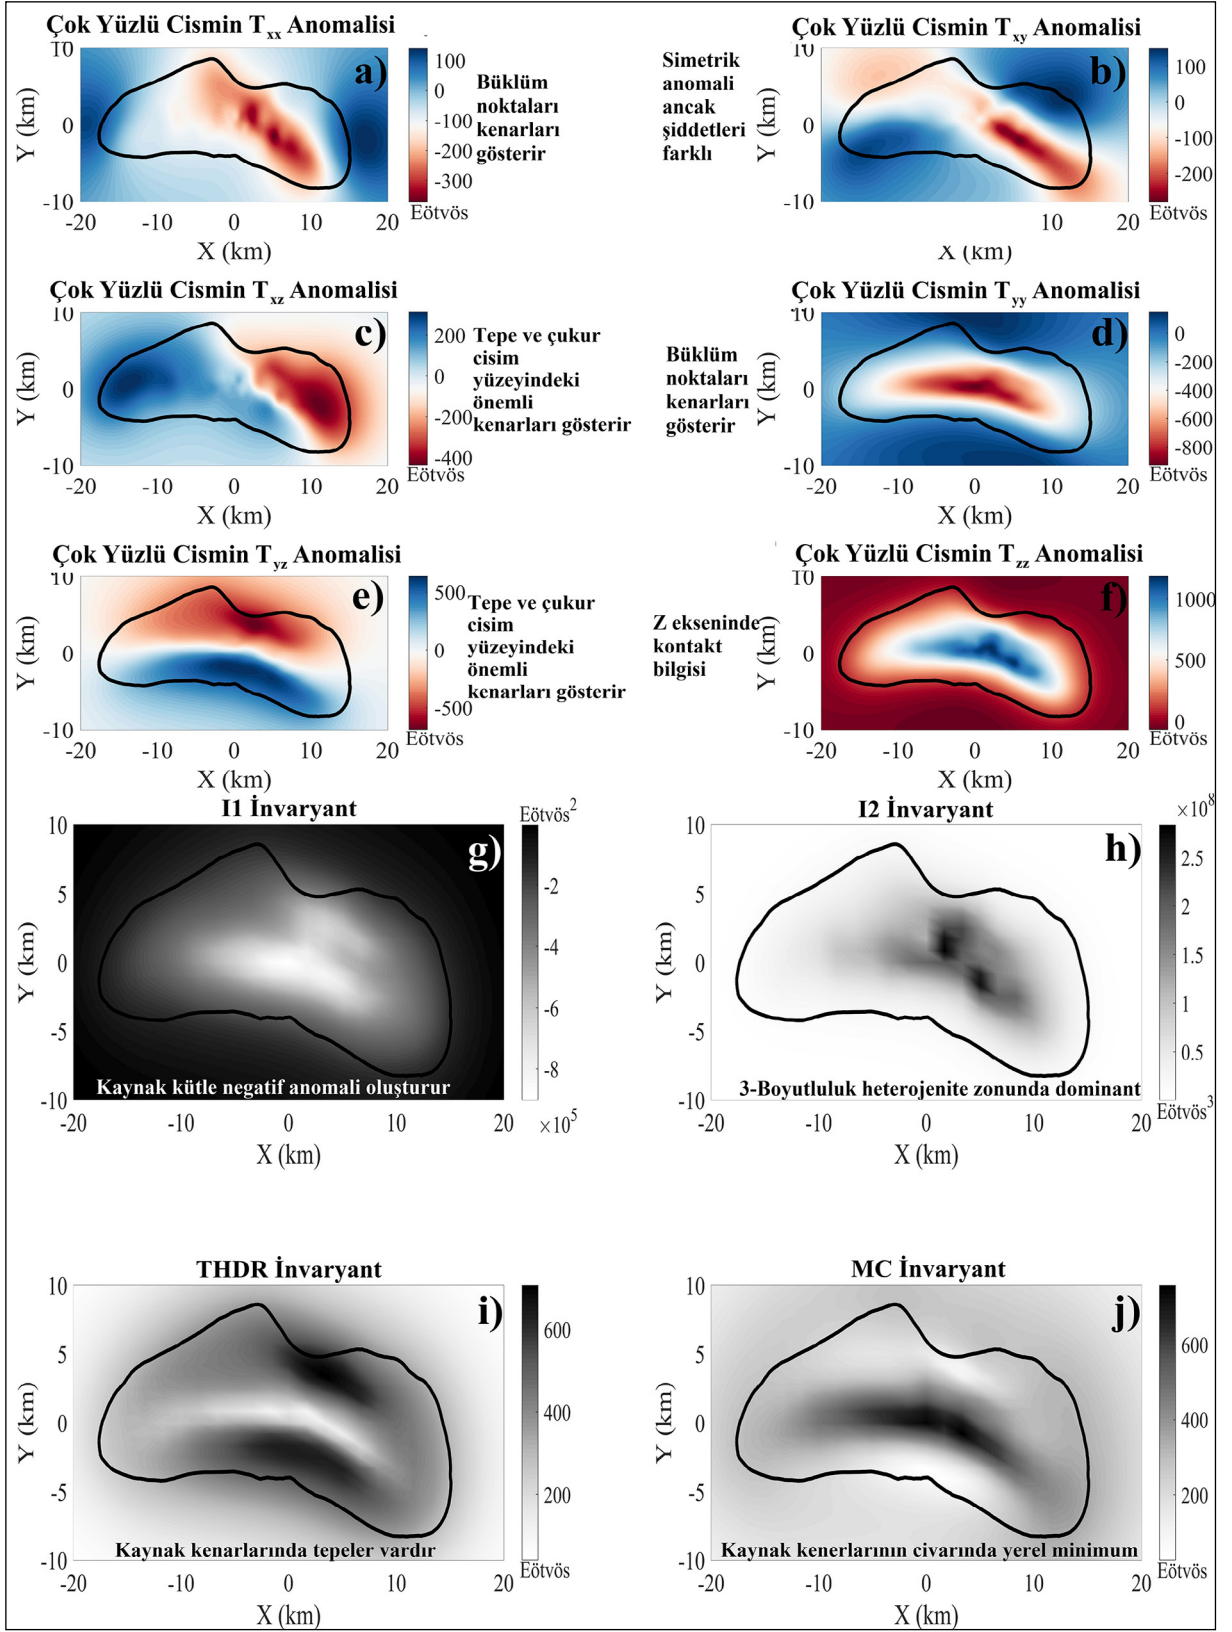 Çok Yüzlü Cismin Txx Anomalisi
a)
10
0
-10
Y (km)
-20 -10 0 10 20
X (km)
100
0
-100
-200
-300
Eötvös
Büklüm
noktaları
kenarları
gösterir
Çok Yüzlü Cismin Txy Anomalisi
b)
Simetrik
anomali
ancak
şiddetleri
farklı
10
0
-10
Y (km)
10 20
X (km)
100
0
-100
-200
Eötvös
Çok Yüzlü Cismin Txz Anomalisi
c)
10
0
-10
Y (km)
-20 -10 0 10 20
X (km)
200
0
-200
-400
Eötvös
Tepe ve çukur
cisim
yüzeyindeki
önemli
kenarları gösterir
Çok Yüzlü Cismin Tyy Anomalisi
d)
Büklüm
noktaları
kenarları
gösterir
10
0
-10
Y (km)
-20 -10 0 10 20
X (km)
0
-200
-400
-600
-800
Eötvös
Çok Yüzlü Cismin Tyz Anomalisi
e)
10
0
-10
Y (km)
-20 -10 0 10 20
X (km)
500
0
-500
Eötvös
Tepe ve çukur
cisim
yüzeyindeki
önemli
kenarları gösterir
Çok Yüzlü Cismin Tzz Anomalisi
f)
Z ekseninde
kontakt
bilgisi
10
0
-10
Y (km)
-20 -10 0 10 20
X (km)
1000
500
0
Eötvös
I1 İnvaryant
g)
10
5
0
-5
-10
Y (km)
Kaynak kütle negatif anomali oluşturur
-20 -10 0 10 20
X (km)
Eötvös²
-2
-4
-6
-8
×10⁵
I2 İnvaryant
h)
10
5
0
-5
-10
Y (km)
3-Boyutluluk heterojenite zonunda dominant
-20 -10 0 10 20
X (km)
×10⁸
2.5
2
1.5
1
0.5
Eötvös³
THDR İnvaryant
i)
10
5
0
-5
-10
Y (km)
Kaynak kenarlarında tepeler vardır
-20 -10 0 10 20
X (km)
600
400
200
Eötvös
MC İnvaryant
j)
10
5
0
-5
-10
Y (km)
Kaynak kenerlarının civarında yerel minimum
-20 -10 0 10 20
X (km)
600
400
200
Eötvös